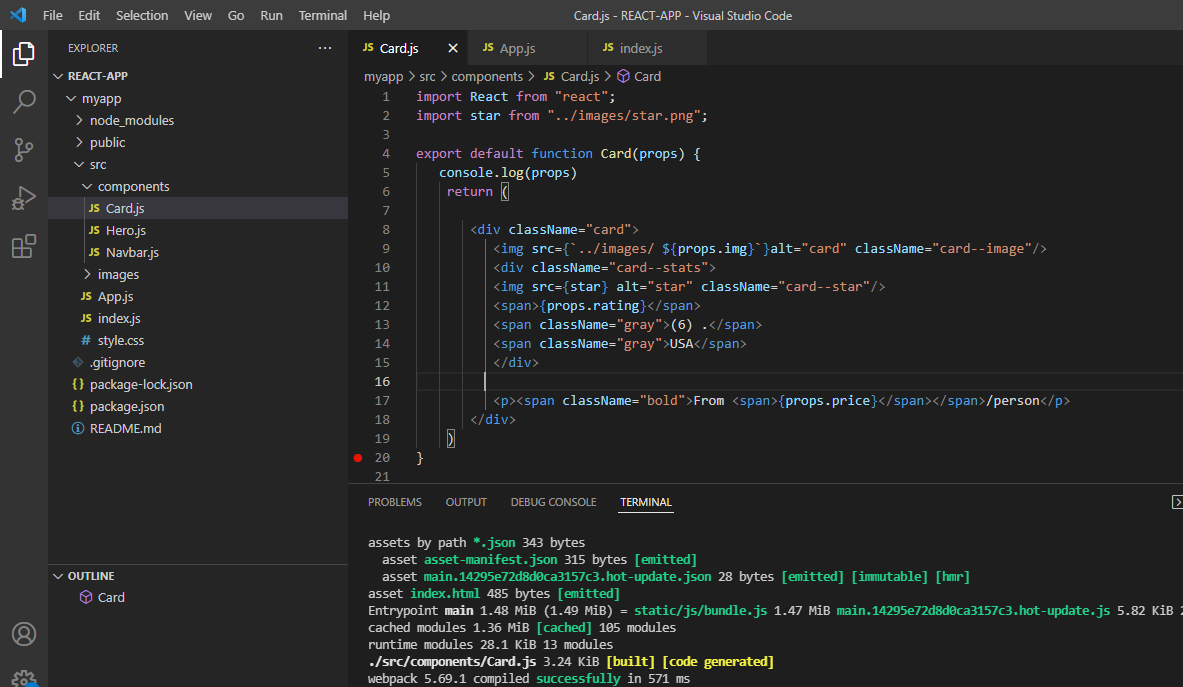 File Edit Selection View Go Run Terminal Help Card.js - REACT-APP - Visual Studio Code
EXPLORER ...
REACT-APP
myapp
node_modules
public
src
components
JS Card.js
JS Hero.js
JS Navbar.js
images
JS App.js
JS index.js
# style.css
.gitignore
{} package-lock.json
{} package.json
README.md
OUTLINE
Card
JS Card.js JS App.js JS index.js
myapp > src > components > JS Card.js > Card
1 import React from "react";
2 import star from "../images/star.png";
3
4 export default function Card(props) {
5 console.log(props)
6 return (
7
8 <div className="card">
9 <img src={`../images/ ${props.img}`}alt="card" className="card--image"/>
10 <div className="card--stats">
11 <img src={star} alt="star" className="card--star"/>
12 <span>{props.rating}</span>
13 <span className="gray">(6) .</span>
14 <span className="gray">USA</span>
15 </div>
16
17 <p><span className="bold">From <span>{props.price}</span></span>/person</p>
18 </div>
19 )
20 }
21
PROBLEMS OUTPUT DEBUG CONSOLE TERMINAL
assets by path *.json 343 bytes
asset asset-manifest.json 315 bytes [emitted]
asset main.14295e72d8d0ca3157c3.hot-update.json 28 bytes [emitted] [immutable] [hmr]
asset index.html 485 bytes [emitted]
Entrypoint main 1.48 MiB (1.49 MiB) = static/js/bundle.js 1.47 MiB main.14295e72d8d0ca3157c3.hot-update.js 5.82 KiB
cached modules 1.36 MiB [cached] 105 modules
runtime modules 28.1 KiB 13 modules
./src/components/Card.js 3.24 KiB [built] [code generated]
webpack 5.69.1 compiled successfully in 571 ms